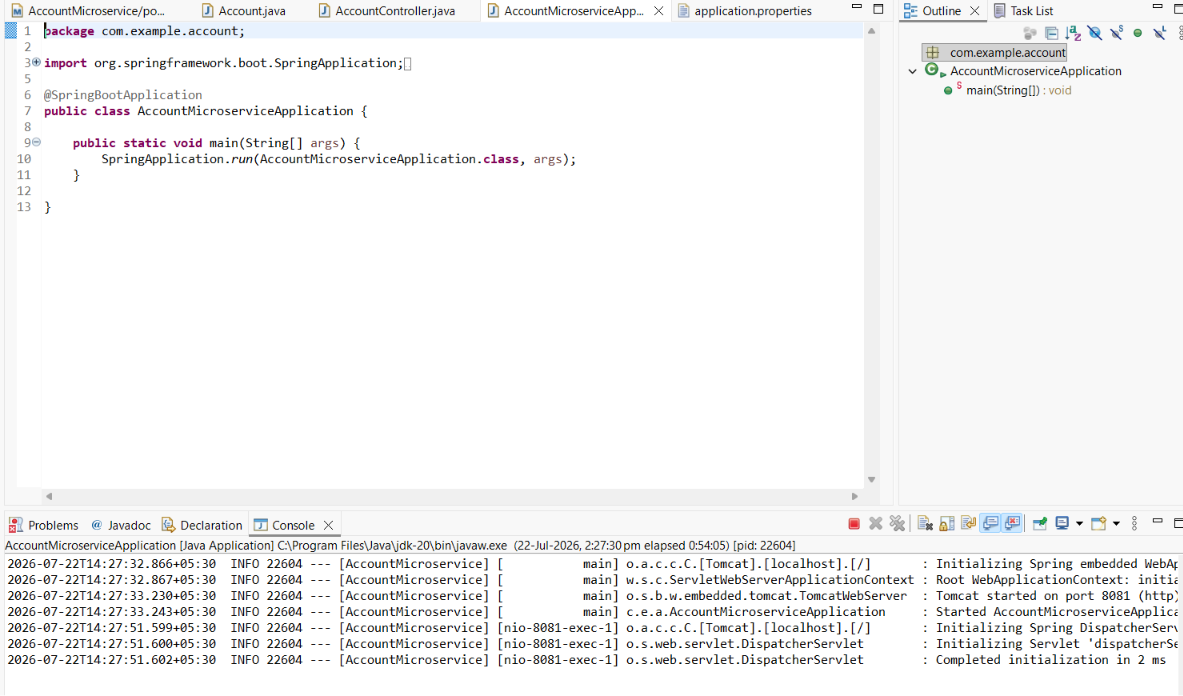 AccountMicroservice/po... Account.java AccountController.java AccountMicroserviceApp... application.properties
Outline Task List
1 package com.example.account;
2
3 import org.springframework.boot.SpringApplication;
5
6 @SpringBootApplication
7 public class AccountMicroserviceApplication {
8
9 public static void main(String[] args) {
10 SpringApplication.run(AccountMicroserviceApplication.class, args);
11 }
12
13 }
com.example.account
AccountMicroserviceApplication
main(String[]) : void
Problems @ Javadoc Declaration Console
AccountMicroserviceApplication [Java Application] C:\Program Files\Java\jdk-20\bin\javaw.exe (22-Jul-2026, 2:27:30 pm elapsed 0:54:05) [pid: 22604]
2026-07-22T14:27:32.866+05:30 INFO 22604 --- [AccountMicroservice] [ main] o.a.c.c.C.[Tomcat].[localhost].[/] : Initializing Spring embedded WebAp
2026-07-22T14:27:32.867+05:30 INFO 22604 --- [AccountMicroservice] [ main] w.s.c.ServletWebServerApplicationContext : Root WebApplicationContext: initia
2026-07-22T14:27:33.230+05:30 INFO 22604 --- [AccountMicroservice] [ main] o.s.b.w.embedded.tomcat.TomcatWebServer : Tomcat started on port 8081 (http)
2026-07-22T14:27:33.243+05:30 INFO 22604 --- [AccountMicroservice] [ main] c.e.a.AccountMicroserviceApplication : Started AccountMicroserviceApplica
2026-07-22T14:27:51.599+05:30 INFO 22604 --- [AccountMicroservice] [nio-8081-exec-1] o.a.c.c.C.[Tomcat].[localhost].[/] : Initializing Spring DispatcherServ
2026-07-22T14:27:51.600+05:30 INFO 22604 --- [AccountMicroservice] [nio-8081-exec-1] o.s.web.servlet.DispatcherServlet : Initializing Servlet 'dispatcherSe
2026-07-22T14:27:51.602+05:30 INFO 22604 --- [AccountMicroservice] [nio-8081-exec-1] o.s.web.servlet.DispatcherServlet : Completed initialization in 2 ms